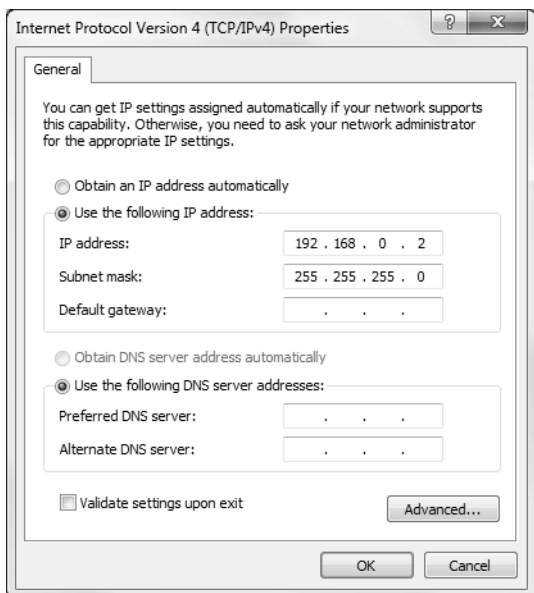 Internet Protocol Version 4 (TCP/IPv4) Properties
General
You can get IP settings assigned automatically if your network supports
this capability. Otherwise, you need to ask your network administrator
for the appropriate IP settings.
Obtain an IP address automatically
Use the following IP address:
IP address: 192 . 168 . 0 . 2
Subnet mask: 255 . 255 . 255 . 0
Default gateway: . . .
Obtain DNS server address automatically
Use the following DNS server addresses:
Preferred DNS server: . . .
Alternate DNS server: . . .
Validate settings upon exit
Advanced...
OK Cancel